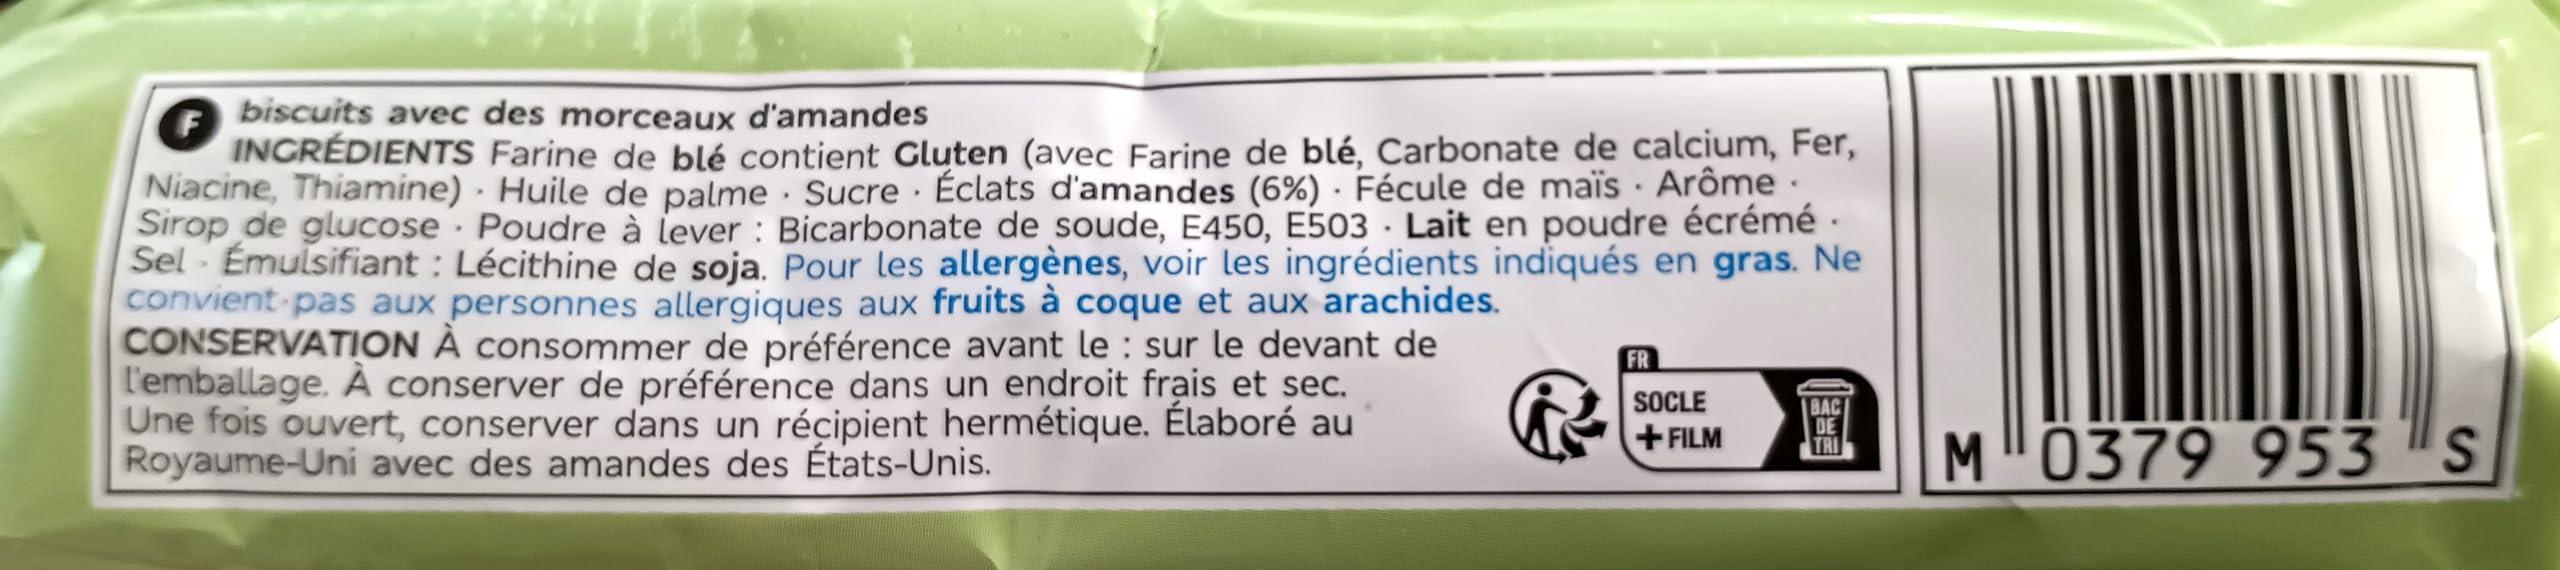 F biscuits avec des morceaux d'amandes
INGRÉDIENTS Farine de blé contient Gluten (avec Farine de blé, Carbonate de calcium, Fer,
Niacine, Thiamine) · Huile de palme · Sucre · Éclats d'amandes (6%) · Fécule de maïs · Arôme ·
Sirop de glucose · Poudre à lever : Bicarbonate de soude, E450, E503 · Lait en poudre écrémé ·
Sel · Émulsifiant : Lécithine de soja. Pour les allergènes, voir les ingrédients indiqués en gras. Ne
convient pas aux personnes allergiques aux fruits à coque et aux arachides.
CONSERVATION À consommer de préférence avant le : sur le devant de
l'emballage. À conserver de préférence dans un endroit frais et sec.
Une fois ouvert, conserver dans un récipient hermétique. Élaboré au
Royaume-Uni avec des amandes des États-Unis.
FR
SOCLE
+ FILM
BAC
DE
TRI
M 0379 953 S